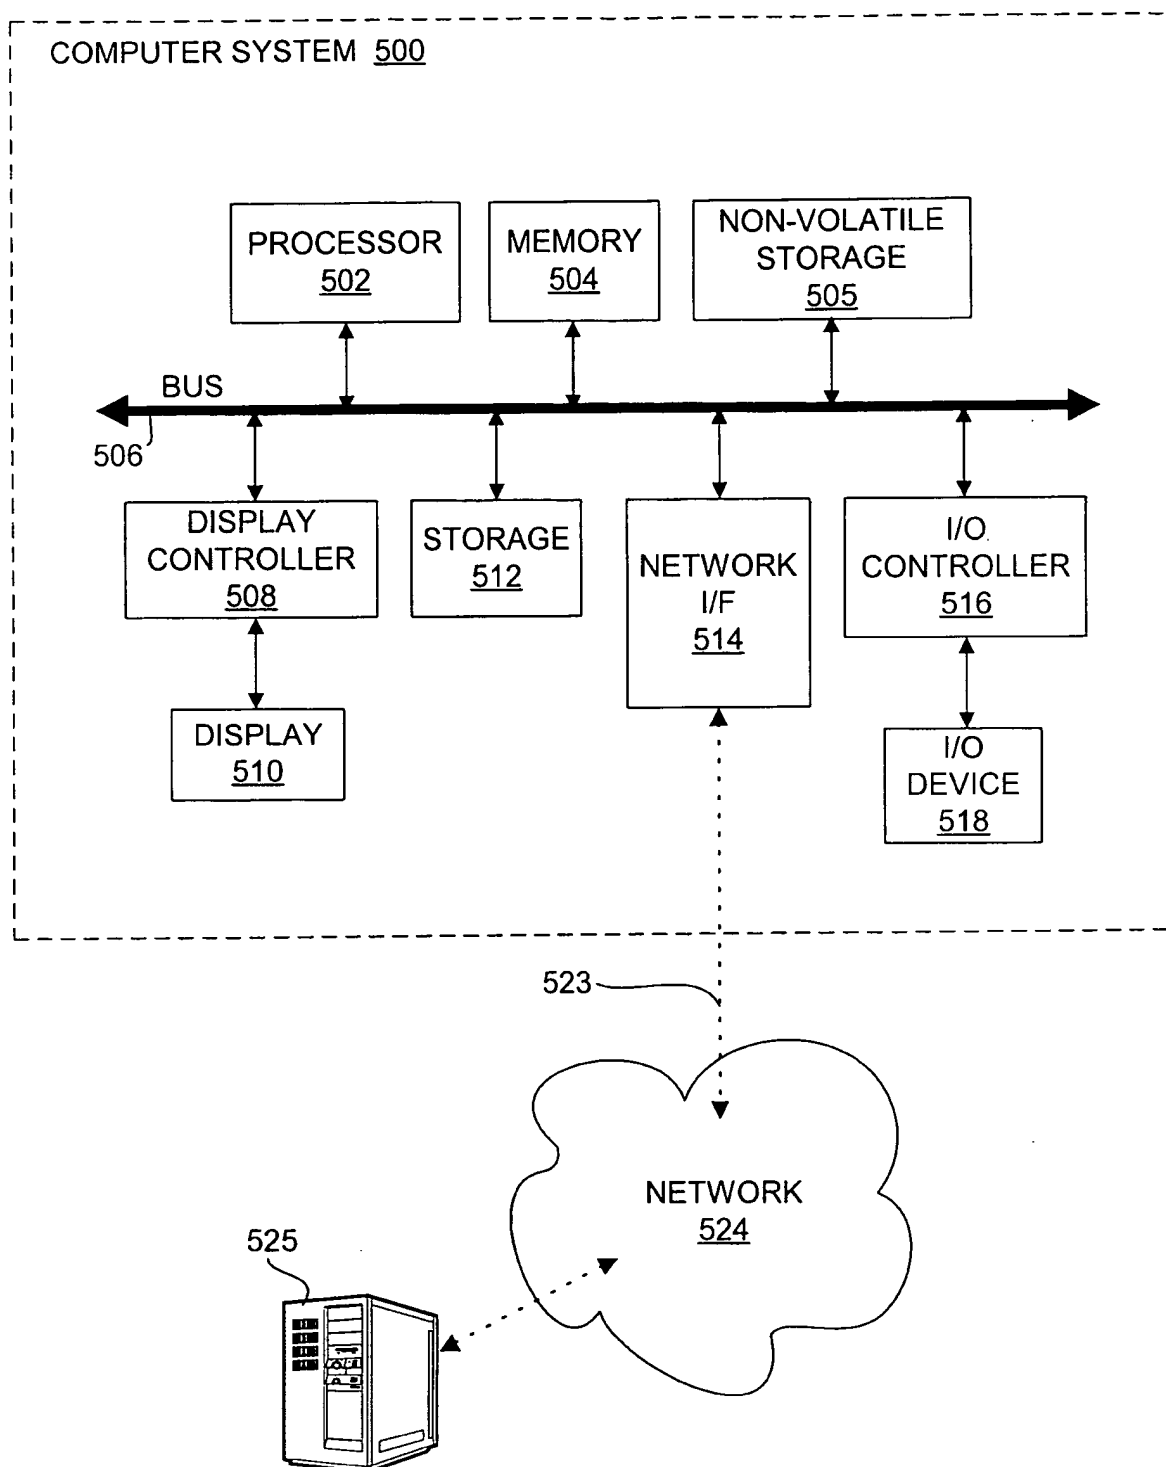 COMPUTER SYSTEM 500
PROCESSOR
502
MEMORY
504
NON-VOLATILE
STORAGE
505
BUS
506
DISPLAY
CONTROLLER
508
STORAGE
512
NETWORK
I/F
514
I/O
CONTROLLER
516
DISPLAY
510
I/O
DEVICE
518
523
NETWORK
524
525